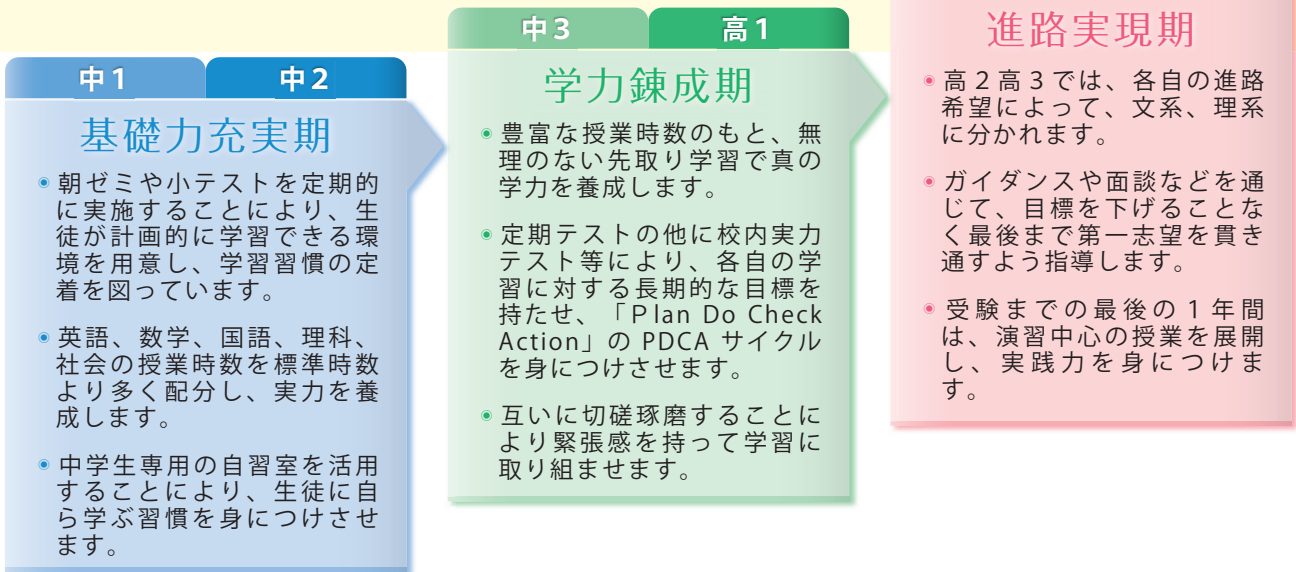 中1
中2
基礎力充実期
朝ゼミや小テストを定期的
に実施することにより、生
徒が計画的に学習できる環
境を用意し、学習習慣の定
着を図っています。
英語、数学、国語、理科、
社会の授業時数を標準時数
より多く配分し、実力を養
成します。
中学生専用の自習室を活用
することにより、生徒に自
ら学ぶ習慣を身につけさせ
ます。
中3
高1
学力錬成期
豊富な授業時数のもと、無
理のない先取り学習で真の
学力を養成します。
定期テストの他に校内実力
テスト等により、各自の学
習に対する長期的な目標を
持たせ、「Plan Do Check
Action」の PDCA サイクル
を身につけさせます。
互いに切磋琢磨することに
より緊張感を持って学習に
取り組ませます。
進路実現期
高2高3では、各自の進路
希望によって、文系、理系
に分かれます。
ガイダンスや面談などを通
じて、目標を下げることな
く最後まで第一志望を貫き
通すよう指導します。
受験までの最後の1年間
は、演習中心の授業を展開
し、実践力を身につけま
す。